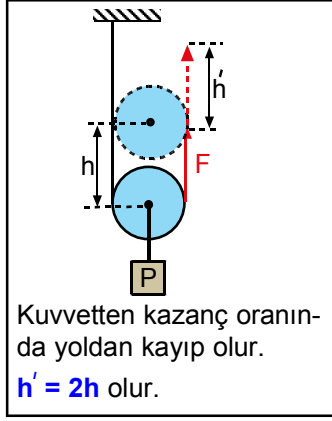 h′
h
F
P
Kuvvetten kazanç oranın-
da yoldan kayıp olur.
h′ = 2h olur.